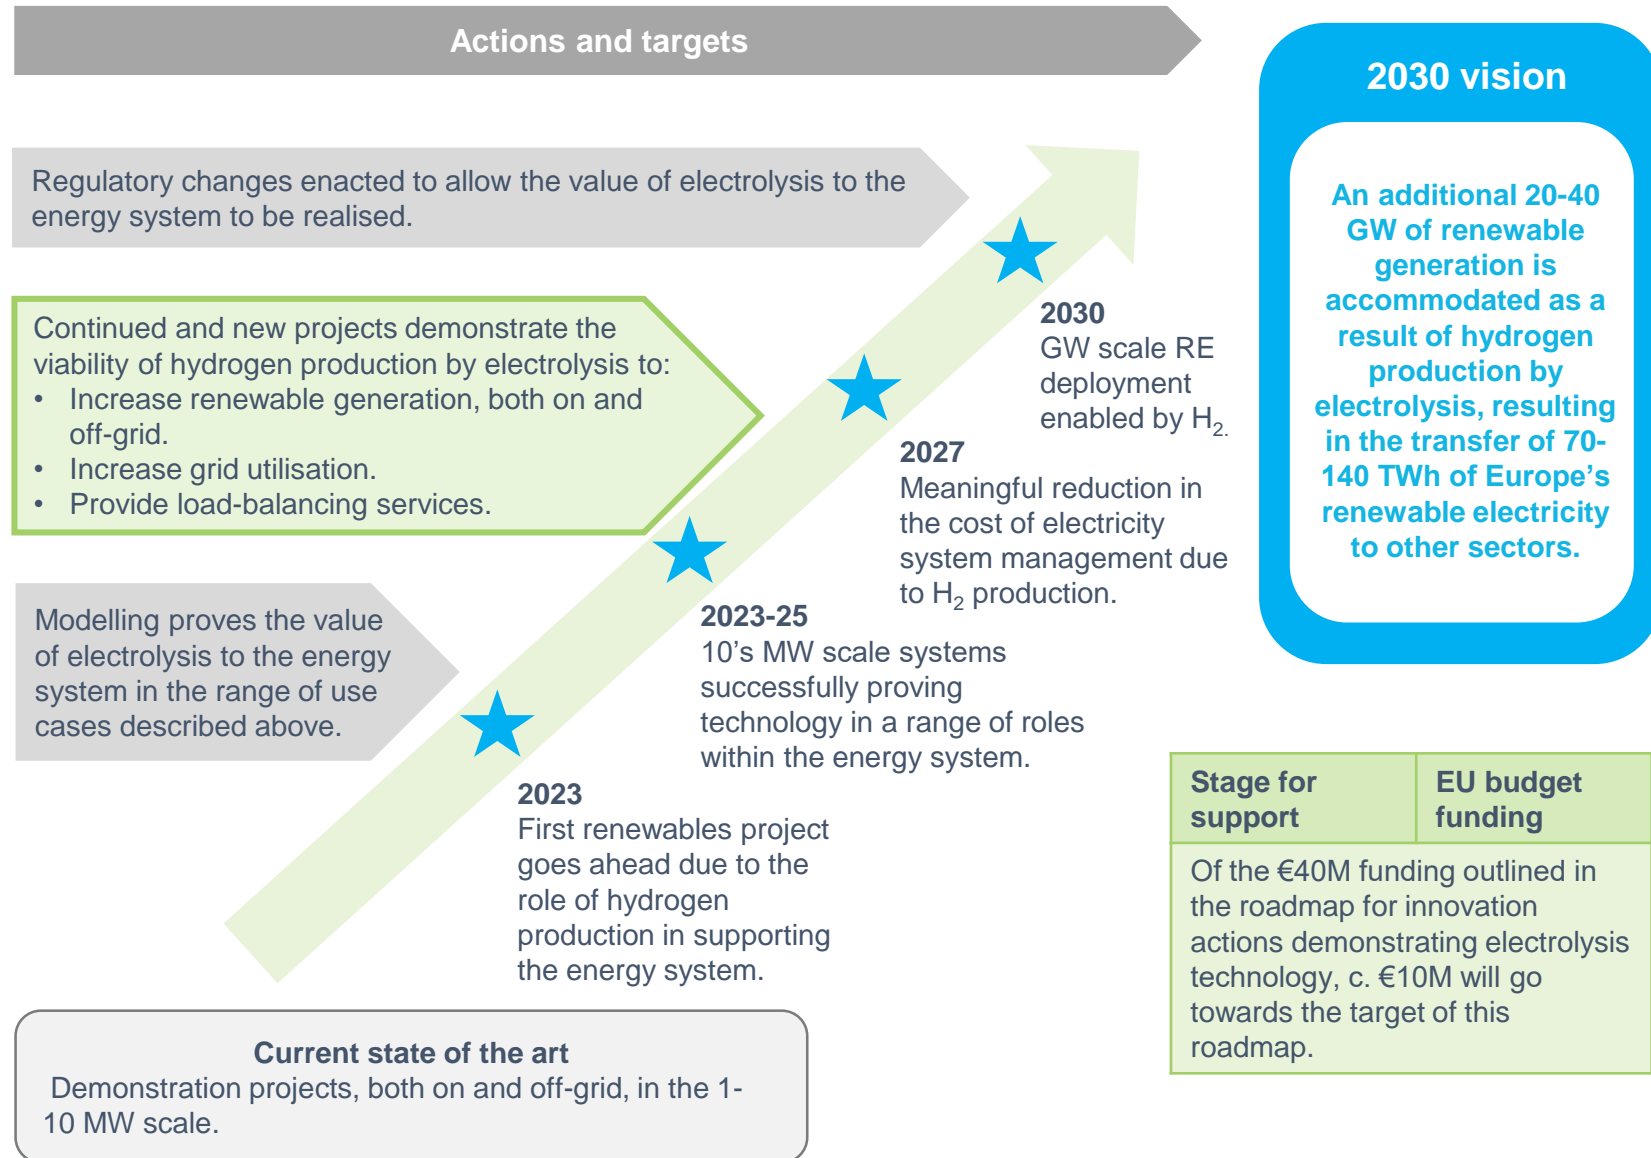 Actions and targets
2030 vision
An additional 20-40
GW of renewable
generation is
accommodated as a
result of hydrogen
production by
electrolysis, resulting
in the transfer of 70-
140 TWh of Europe’s
renewable electricity
to other sectors.
Regulatory changes enacted to allow the value of electrolysis to the
energy system to be realised.
Continued and new projects demonstrate the
viability of hydrogen production by electrolysis to:
• Increase renewable generation, both on and
off-grid.
• Increase grid utilisation.
• Provide load-balancing services.
Modelling proves the value
of electrolysis to the energy
system in the range of use
cases described above.
2030
GW scale RE
deployment
enabled by H2.
2027
Meaningful reduction in
the cost of electricity
system management due
to H2 production.
2023-25
10’s MW scale systems
successfully proving
technology in a range of roles
within the energy system.
2023
First renewables project
goes ahead due to the
role of hydrogen
production in supporting
the energy system.
Current state of the art
Demonstration projects, both on and off-grid, in the 1-
10 MW scale.
Stage for
support
EU budget
funding
Of the €40M funding outlined in
the roadmap for innovation
actions demonstrating electrolysis
technology, c. €10M will go
towards the target of this
roadmap.